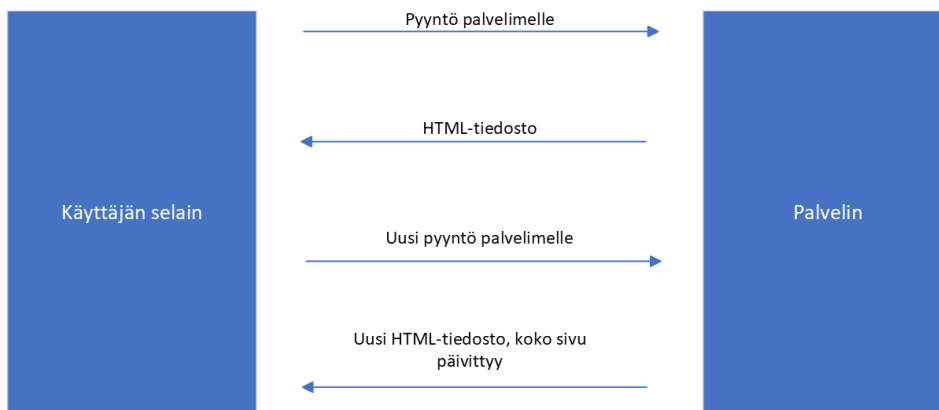 Pyyntö palvelimelle
HTML-tiedosto
Käyttäjän selain
Palvelin
Uusi pyyntö palvelimelle
Uusi HTML-tiedosto, koko sivu
päivittyy